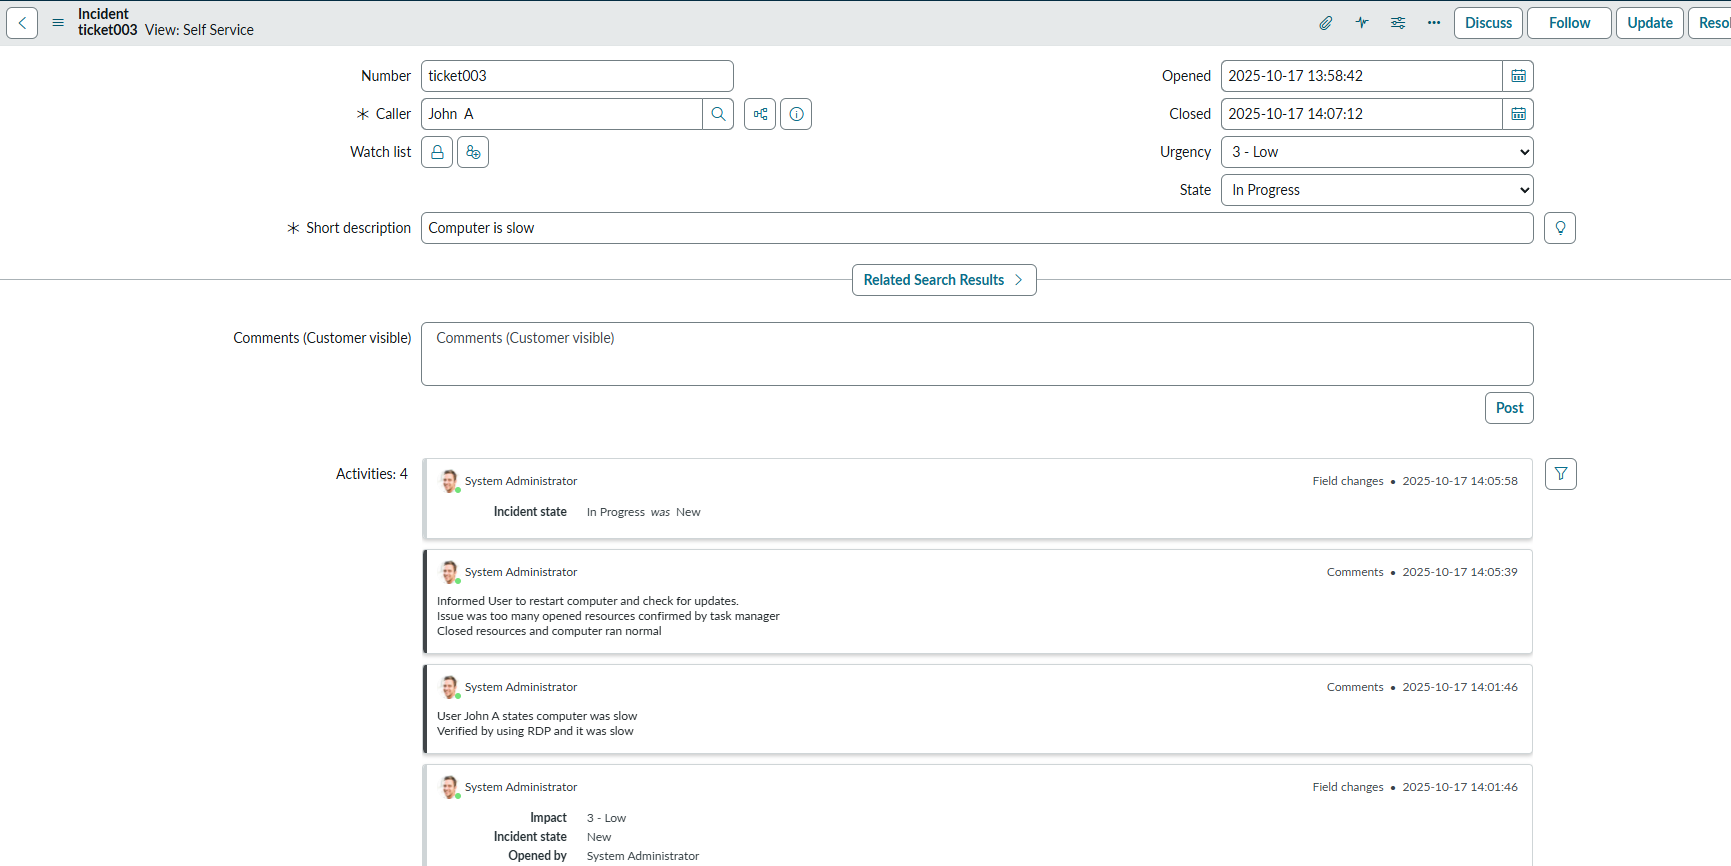 Incident
ticket003 View: Self Service
Discuss
Follow
Update
Number ticket003
Opened 2025-10-17 13:58:42
Caller John A
Closed 2025-10-17 14:07:12
Watch list
Urgency 3 - Low
State In Progress
Short description Computer is slow
Related Search Results
Comments (Customer visible) Comments (Customer visible)
Post
Activities: 4
System Administrator Field changes • 2025-10-17 14:05:58
Incident state In Progress was New
System Administrator Comments • 2025-10-17 14:05:39
Informed User to restart computer and check for updates.
Issue was too many opened resources confirmed by task manager
Closed resources and computer ran normal
System Administrator Comments • 2025-10-17 14:01:46
User John A states computer was slow
Verified by using RDP and it was slow
System Administrator Field changes • 2025-10-17 14:01:46
Impact 3 - Low
Incident state New
Opened by System Administrator